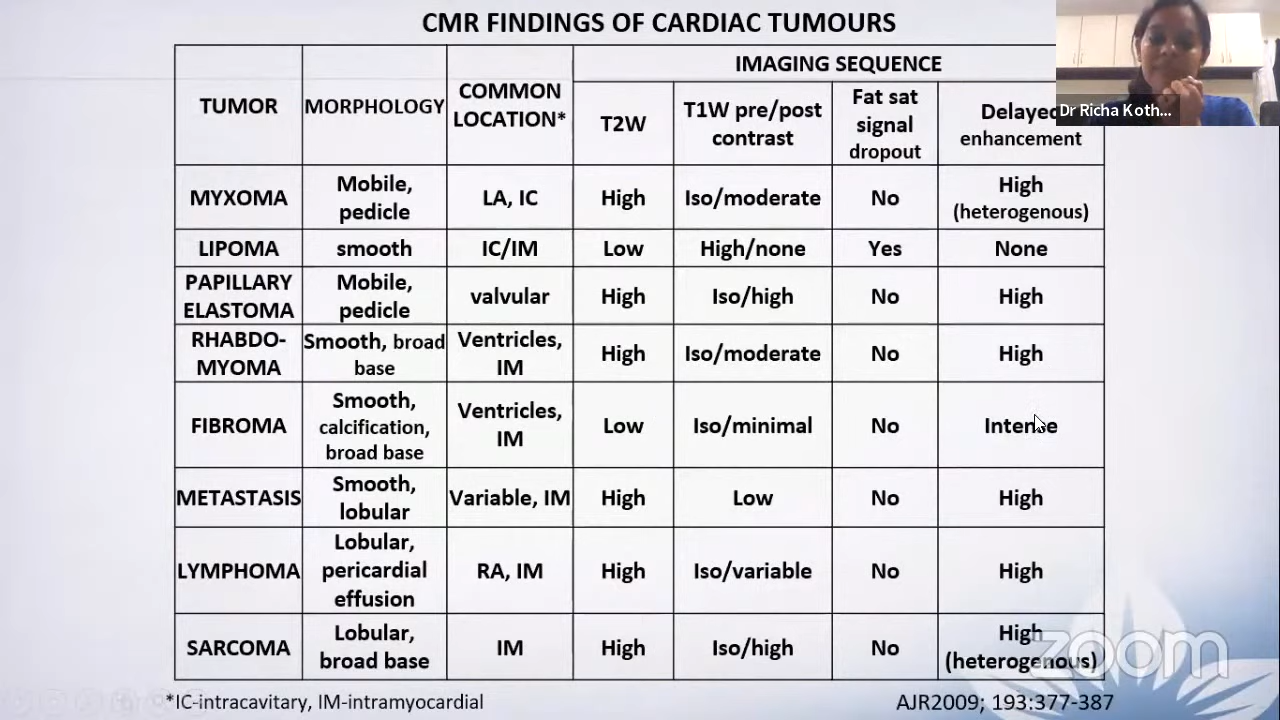 CMR FINDINGS OF CARDIAC TUMOURS
Dr Richa Koth...
TUMOR
MORPHOLOGY
COMMON
LOCATION*
IMAGING SEQUENCE
T2W
T1W pre/post
contrast
Fat sat
signal
dropout
Delayed
enhancement
MYXOMA
Mobile,
pedicle
LA, IC
High
Iso/moderate
No
High
(heterogenous)
LIPOMA
smooth
IC/IM
Low
High/none
Yes
None
PAPILLARY
ELASTOMA
Mobile,
pedicle
valvular
High
Iso/high
No
High
RHABDO-
MYOMA
Smooth, broad
base
Ventricles,
IM
High
Iso/moderate
No
High
FIBROMA
Smooth,
calcification,
broad base
Ventricles,
IM
Low
Iso/minimal
No
Intense
METASTASIS
Smooth,
lobular
Variable, IM
High
Low
No
High
LYMPHOMA
Lobular,
pericardial
effusion
RA, IM
High
Iso/variable
No
High
SARCOMA
Lobular,
broad base
IM
High
Iso/high
No
High
(heterogenous)
zoom
*IC-intracavitary, IM-intramyocardial
AJR2009; 193:377-387